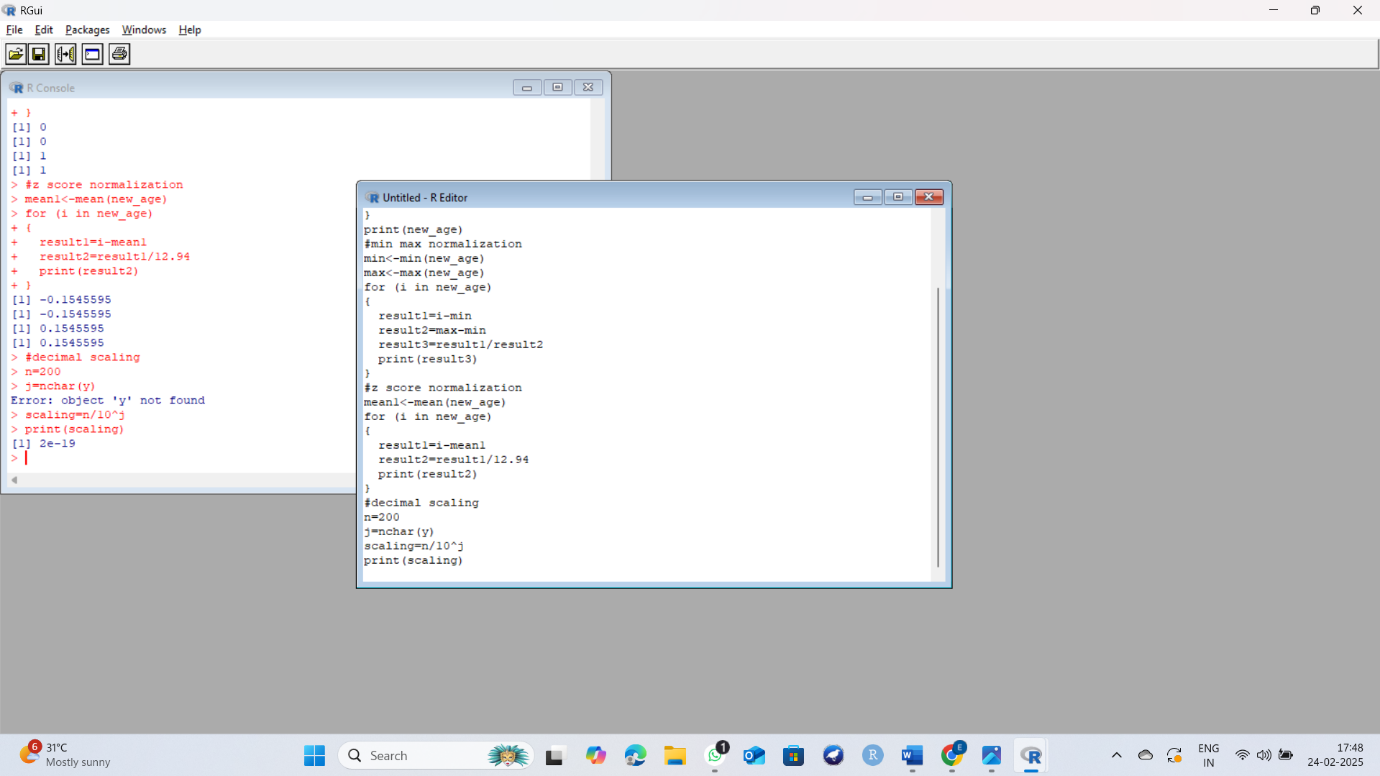 RGui
File Edit Packages Windows Help
R Console
+ }
[1] 0
[1] 0
[1] 1
[1] 1
> #z score normalization
> mean1<-mean(new_age)
> for (i in new_age)
+ {
+   result1=i-mean1
+   result2=result1/12.94
+   print(result2)
+ }
[1] -0.1545595
[1] -0.1545595
[1] 0.1545595
[1] 0.1545595
> #decimal scaling
> n=200
> j=nchar(y)
Error: object 'y' not found
> scaling=n/10^j
> print(scaling)
[1] 2e-19
>
Untitled - R Editor
}
print(new_age)
#min max normalization
min<-min(new_age)
max<-max(new_age)
for (i in new_age)
{
  result1=i-min
  result2=max-min
  result3=result1/result2
  print(result3)
}
#z score normalization
mean1<-mean(new_age)
for (i in new_age)
{
  result1=i-mean1
  result2=result1/12.94
  print(result2)
}
#decimal scaling
n=200
j=nchar(y)
scaling=n/10^j
print(scaling)
6
31°C
Mostly sunny
Search
1
E
ENG
IN
17:48
24-02-2025